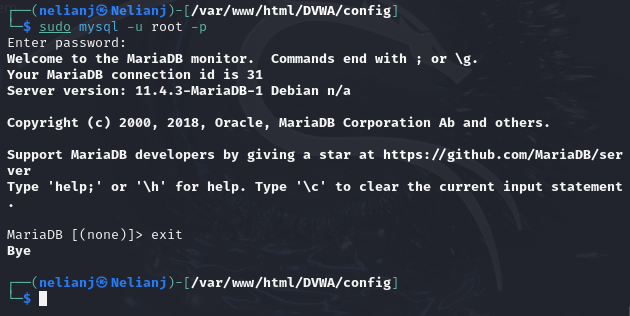 ┌──(nelianj㉿Nelianj)-[/var/www/html/DVWA/config]
└─$ sudo mysql -u root -p
Enter password:
Welcome to the MariaDB monitor.  Commands end with ; or \g.
Your MariaDB connection id is 31
Server version: 11.4.3-MariaDB-1 Debian n/a
Copyright (c) 2000, 2018, Oracle, MariaDB Corporation Ab and others.
Support MariaDB developers by giving a star at https://github.com/MariaDB/ser
ver
Type 'help;' or '\h' for help. Type '\c' to clear the current input statement
.
MariaDB [(none)]> exit
Bye
┌──(nelianj㉿Nelianj)-[/var/www/html/DVWA/config]
└─$